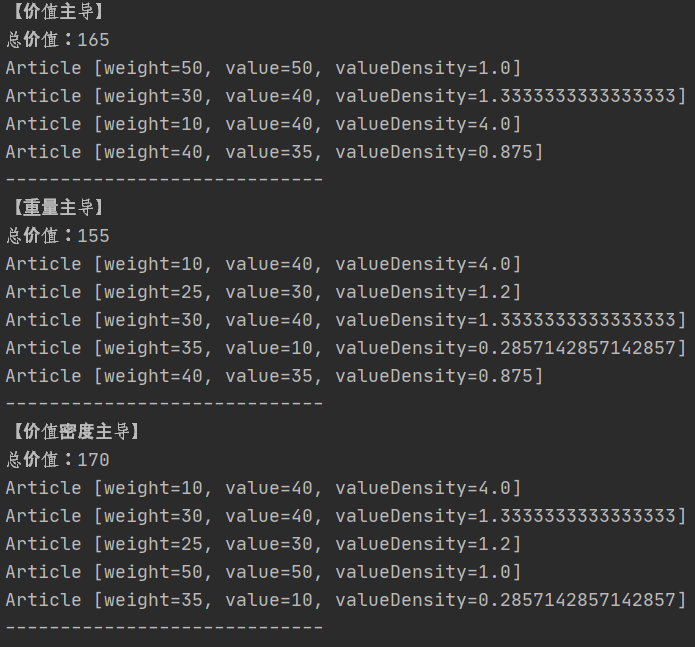 【价值主导】
总价值：165
Article [weight=50, value=50, valueDensity=1.0]
Article [weight=30, value=40, valueDensity=1.3333333333333333]
Article [weight=10, value=40, valueDensity=4.0]
Article [weight=40, value=35, valueDensity=0.875]
-----------------------------
【重量主导】
总价值：155
Article [weight=10, value=40, valueDensity=4.0]
Article [weight=25, value=30, valueDensity=1.2]
Article [weight=30, value=40, valueDensity=1.3333333333333333]
Article [weight=35, value=10, valueDensity=0.2857142857142857]
Article [weight=40, value=35, valueDensity=0.875]
-----------------------------
【价值密度主导】
总价值：170
Article [weight=10, value=40, valueDensity=4.0]
Article [weight=30, value=40, valueDensity=1.3333333333333333]
Article [weight=25, value=30, valueDensity=1.2]
Article [weight=50, value=50, valueDensity=1.0]
Article [weight=35, value=10, valueDensity=0.2857142857142857]
-----------------------------